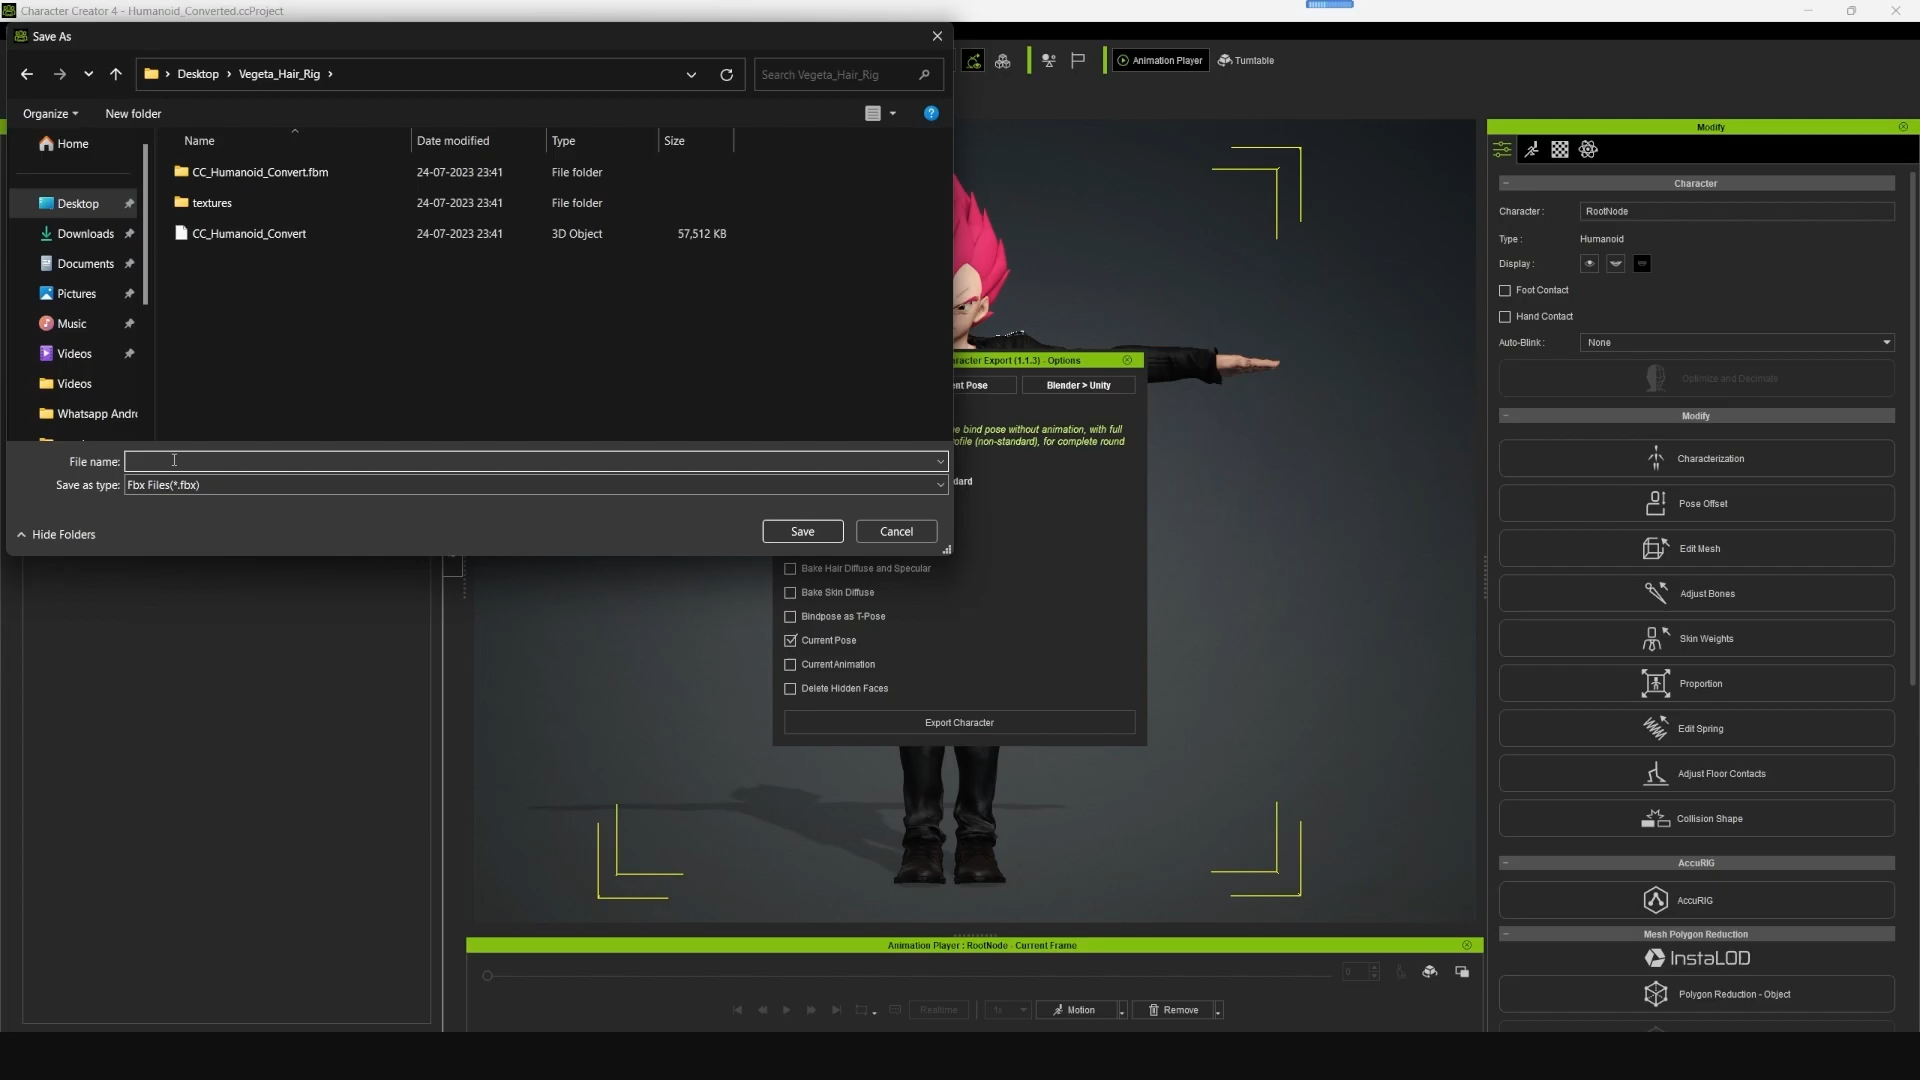 Character Creator 4 - Humanoid_Converted.ccProject
Save As
Desktop > Vegeta_Hair_Rig >
Search Vegeta_Hair_Rig
Animation Player
Turntable
Organize
New folder
?
Name
Date modified
Type
Size
Home
CC_Humanoid_Convert.fbm
24-07-2023 23:41
File folder
Desktop
textures
24-07-2023 23:41
File folder
Downloads
CC_Humanoid_Convert
24-07-2023 23:41
3D Object
57,512 KB
Documents
Pictures
Music
Videos
Videos
Whatsapp Andr
File name:
Save as type:
Fbx Files(*.fbx)
Hide Folders
Save
Cancel
aracter Export (1.1.3) - Options
ent Pose
Blender > Unity
e bind pose without animation, with full
ofile (non-standard), for complete round
dard
Bake Hair Diffuse and Specular
Bake Skin Diffuse
Bindpose as T-Pose
Current Pose
Current Animation
Delete Hidden Faces
Export Character
Modify
Character
Character :
RootNode
Type :
Humanoid
Display :
Foot Contact
Hand Contact
Auto-Blink :
None
Optimize and Decimate
Modify
Characterization
Pose Offset
Edit Mesh
Adjust Bones
Skin Weights
Proportion
Edit Spring
Adjust Floor Contacts
Collision Shape
AccuRIG
AccuRIG
Mesh Polygon Reduction
InstaLOD
Polygon Reduction - Object
Animation Player : RootNode - Current Frame
0
Realtime
1x
Motion
Remove